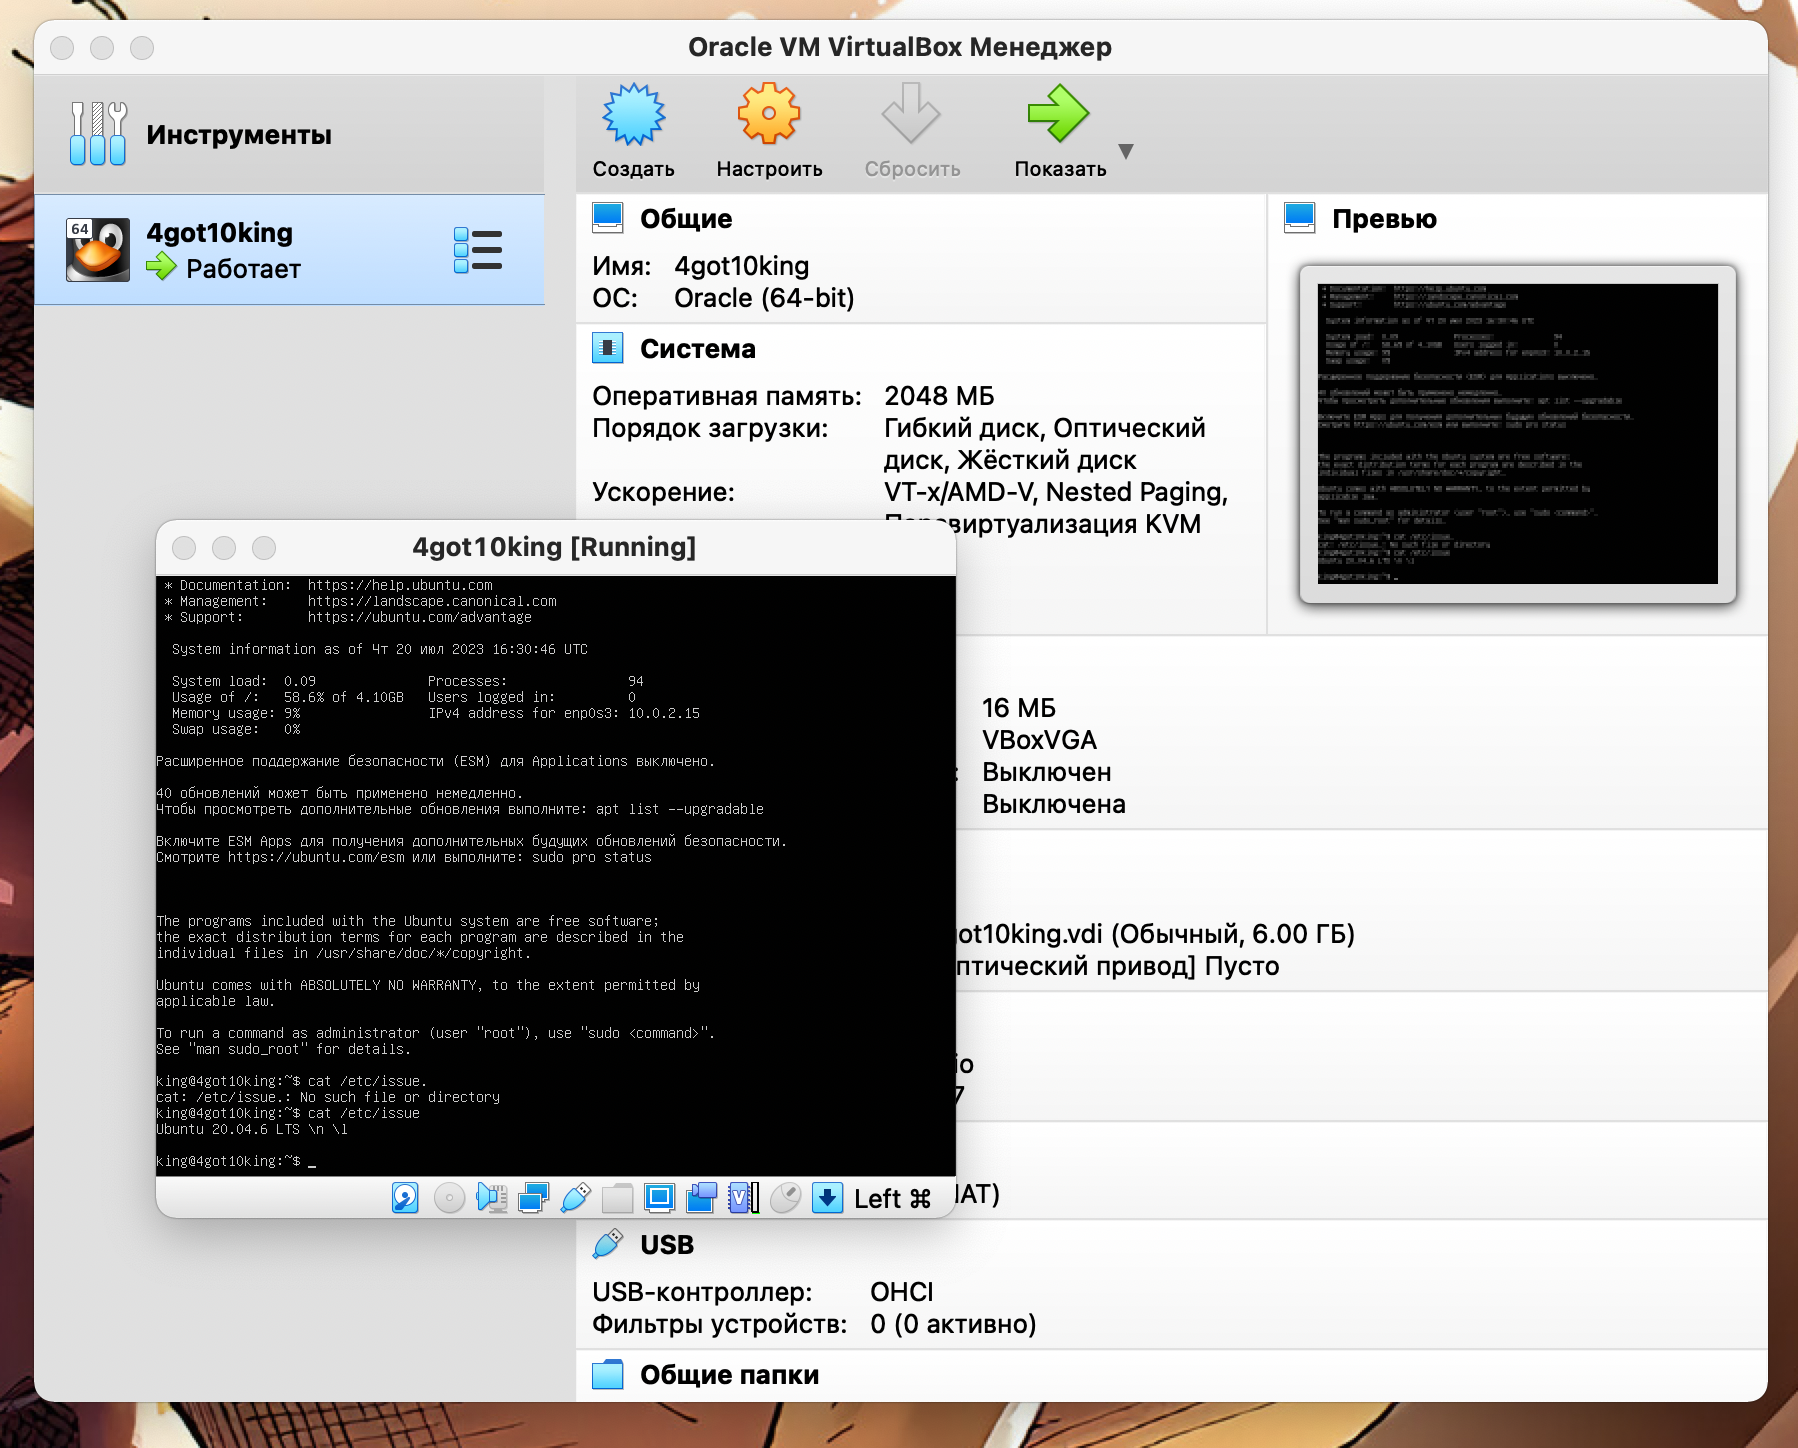 Oracle VM VirtualBox Менеджер
Инструменты
64
4got10king
Работает
Создать
Настроить
Сбросить
Показать
Общие
Имя: 4got10king
ОС: Oracle (64-bit)
Система
Оперативная память: 2048 МБ
Порядок загрузки: Гибкий диск, Оптический
диск, Жёсткий диск
Ускорение: VT-x/AMD-V, Nested Paging,
Паравиртуализация KVM
Превью
16 МБ
VBoxVGA
Выключен
Выключена
got10king.vdi (Обычный, 6.00 ГБ)
птический привод] Пусто
io
7
NAT)
USB
USB-контроллер: OHCI
Фильтры устройств: 0 (0 активно)
Общие папки
4got10king [Running]
* Documentation: https://help.ubuntu.com
* Management: https://landscape.canonical.com
* Support: https://ubuntu.com/advantage
System information as of Чт 20 июл 2023 16:30:46 UTC
System load: 0.09 Processes: 94
Usage of /: 58.6% of 4.10GB Users logged in: 0
Memory usage: 9% IPv4 address for enp0s3: 10.0.2.15
Swap usage: 0%
Расширенное поддержание безопасности (ESM) для Applications выключено.
40 обновлений может быть применено немедленно.
Чтобы просмотреть дополнительные обновления выполните: apt list --upgradable
Включите ESM Apps для получения дополнительных будущих обновлений безопасности.
Смотрите https://ubuntu.com/esm или выполните: sudo pro status
The programs included with the Ubuntu system are free software;
the exact distribution terms for each program are described in the
individual files in /usr/share/doc/*/copyright.
Ubuntu comes with ABSOLUTELY NO WARRANTY, to the extent permitted by
applicable law.
To run a command as administrator (user "root"), use "sudo <command>".
See "man sudo_root" for details.
king@4got10king:~$ cat /etc/issue.
cat: /etc/issue.: No such file or directory
king@4got10king:~$ cat /etc/issue
Ubuntu 20.04.6 LTS \n \l
king@4got10king:~$ _
Left ⌘